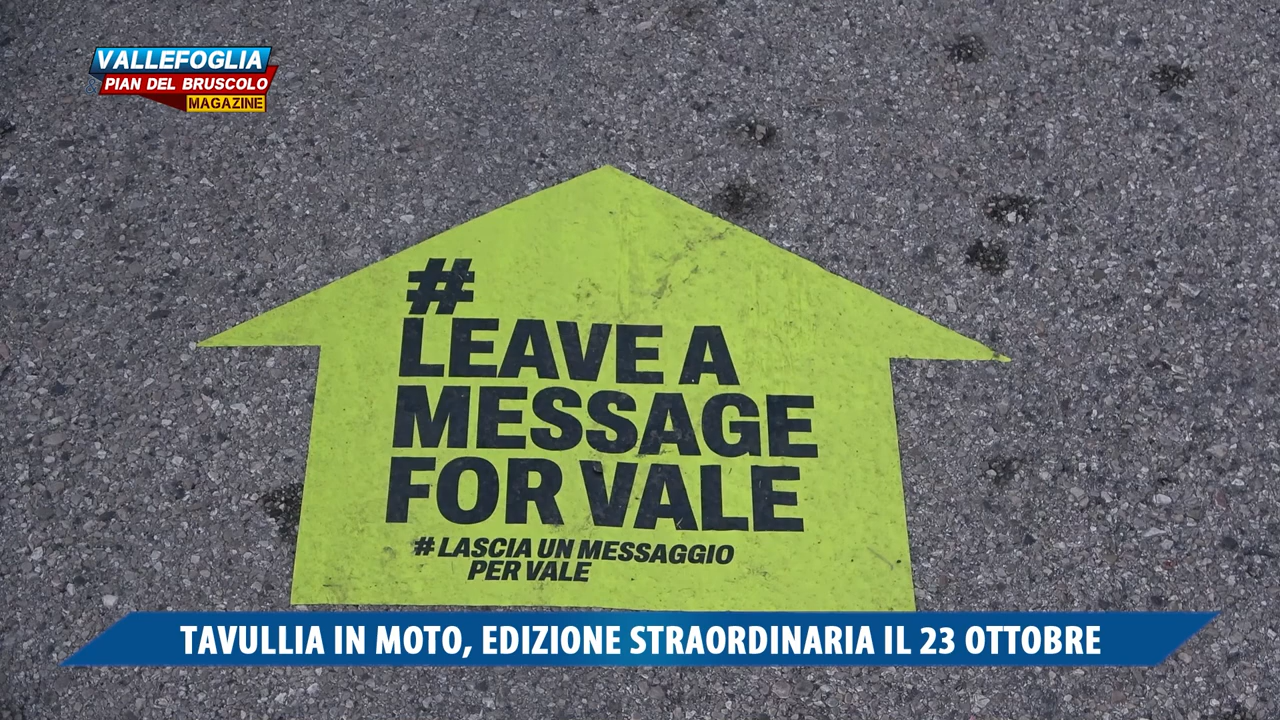 VALLEFOGLIA
& PIAN DEL BRUSCOLO
MAGAZINE
#
LEAVE A
MESSAGE
FOR VALE
# LASCIA UN MESSAGGIO
PER VALE
TAVULLIA IN MOTO, EDIZIONE STRAORDINARIA IL 23 OTTOBRE